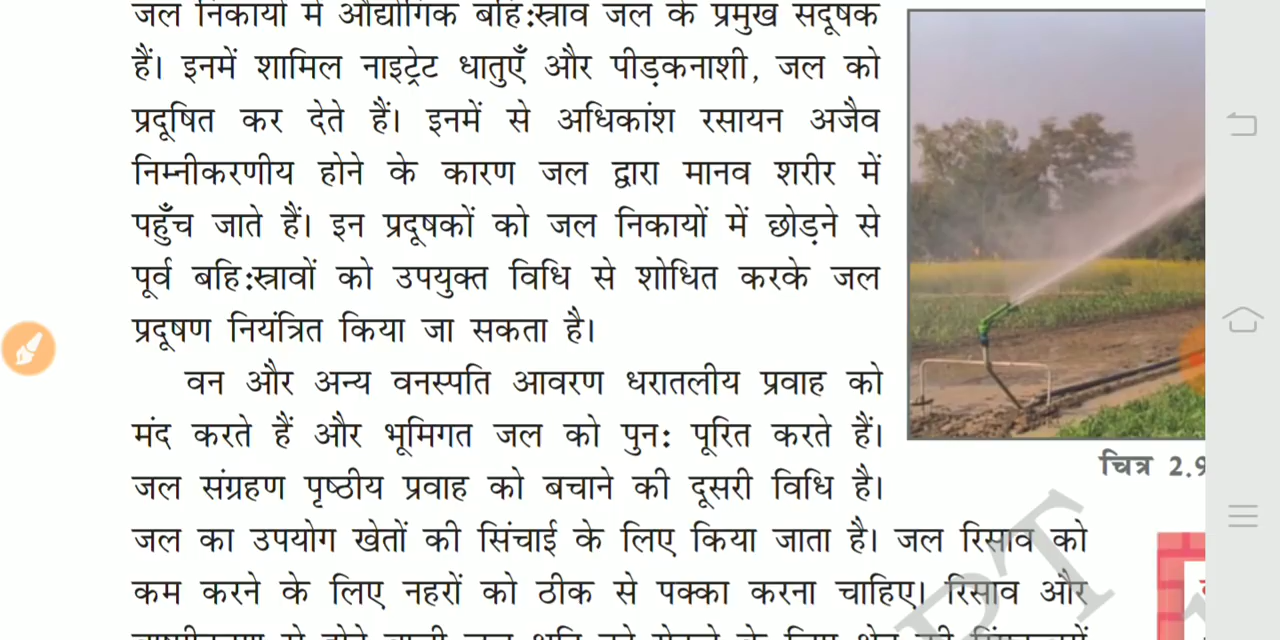 जल निकायों में औद्योगिक बहि:स्राव जल के प्रमुख संदूषक
हैं। इनमें शामिल नाइट्रेट धातुएँ और पीड़कनाशी, जल को
प्रदूषित कर देते हैं। इनमें से अधिकांश रसायन अजैव
निम्नीकरणीय होने के कारण जल द्वारा मानव शरीर में
पहुँच जाते हैं। इन प्रदूषकों को जल निकायों में छोड़ने से
पूर्व बहि:स्रावों को उपयुक्त विधि से शोधित करके जल
प्रदूषण नियंत्रित किया जा सकता है।
वन और अन्य वनस्पति आवरण धरातलीय प्रवाह को
मंद करते हैं और भूमिगत जल को पुन: पूरित करते हैं।
जल संग्रहण पृष्ठीय प्रवाह को बचाने की दूसरी विधि है।
जल का उपयोग खेतों की सिंचाई के लिए किया जाता है। जल रिसाव को
कम करने के लिए नहरों को ठीक से पक्का करना चाहिए। रिसाव और
चित्र 2.9